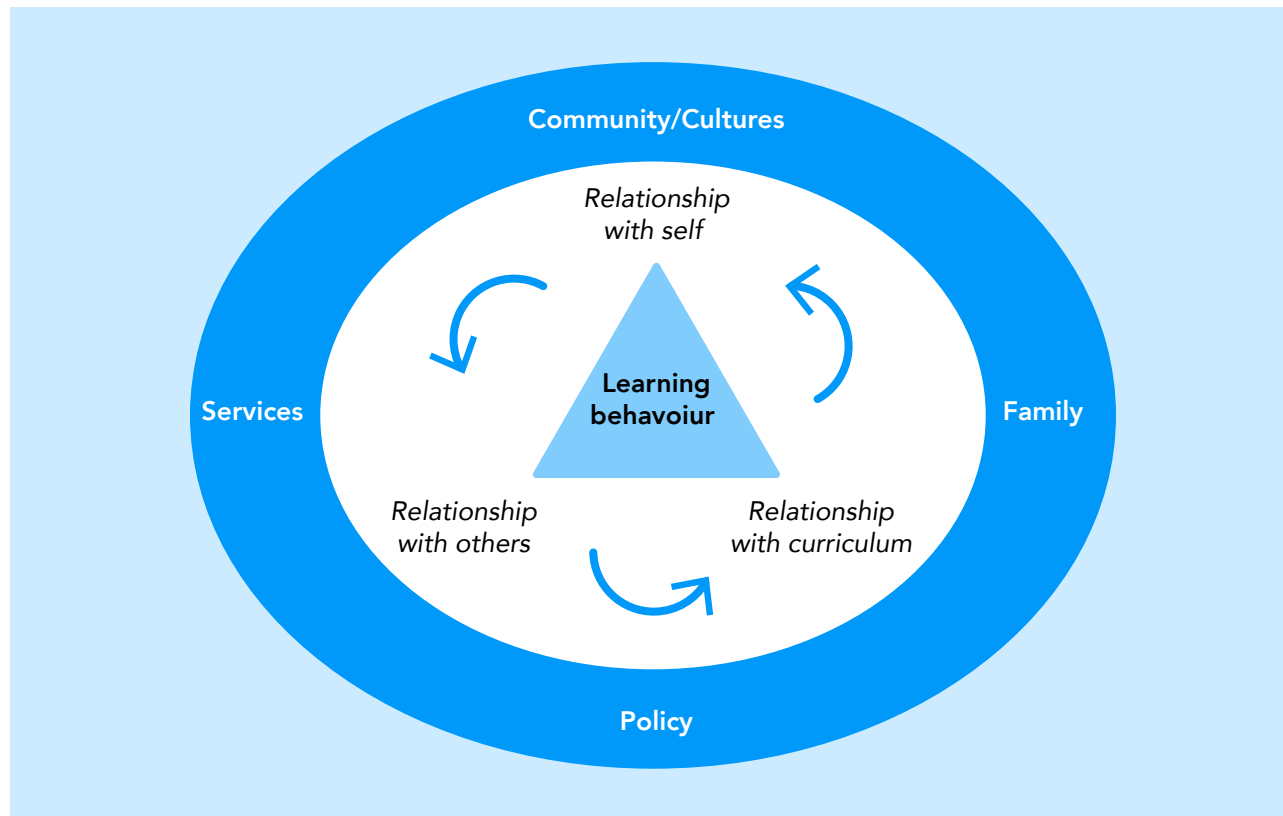 Community/Cultures
Relationship
with self
Learning
behavoiur
Services
Family
Relationship
with others
Relationship
with curriculum
Policy